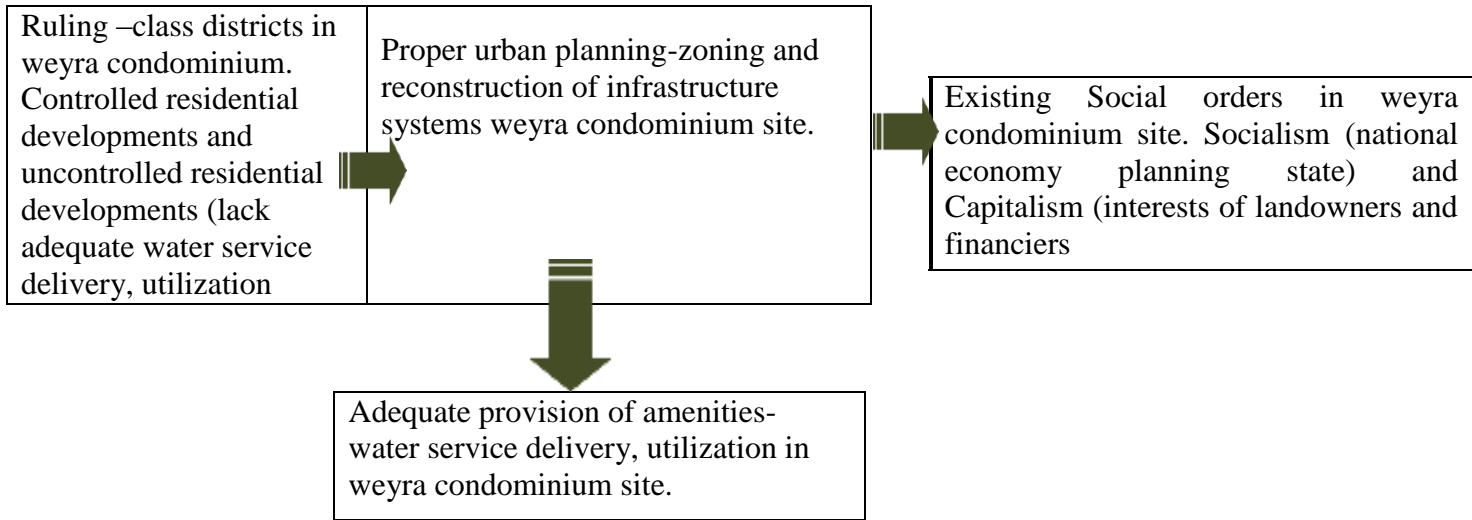 Ruling –class districts in
weyra condominium.
Controlled residential
developments and
uncontrolled residential
developments (lack
adequate water service
delivery, utilization
Proper urban planning-zoning and
reconstruction of infrastructure
systems weyra condominium site.
Existing Social orders in weyra
condominium site. Socialism (national
economy planning state) and
Capitalism (interests of landowners and
financiers
Adequate provision of amenities-
water service delivery, utilization in
weyra condominium site.